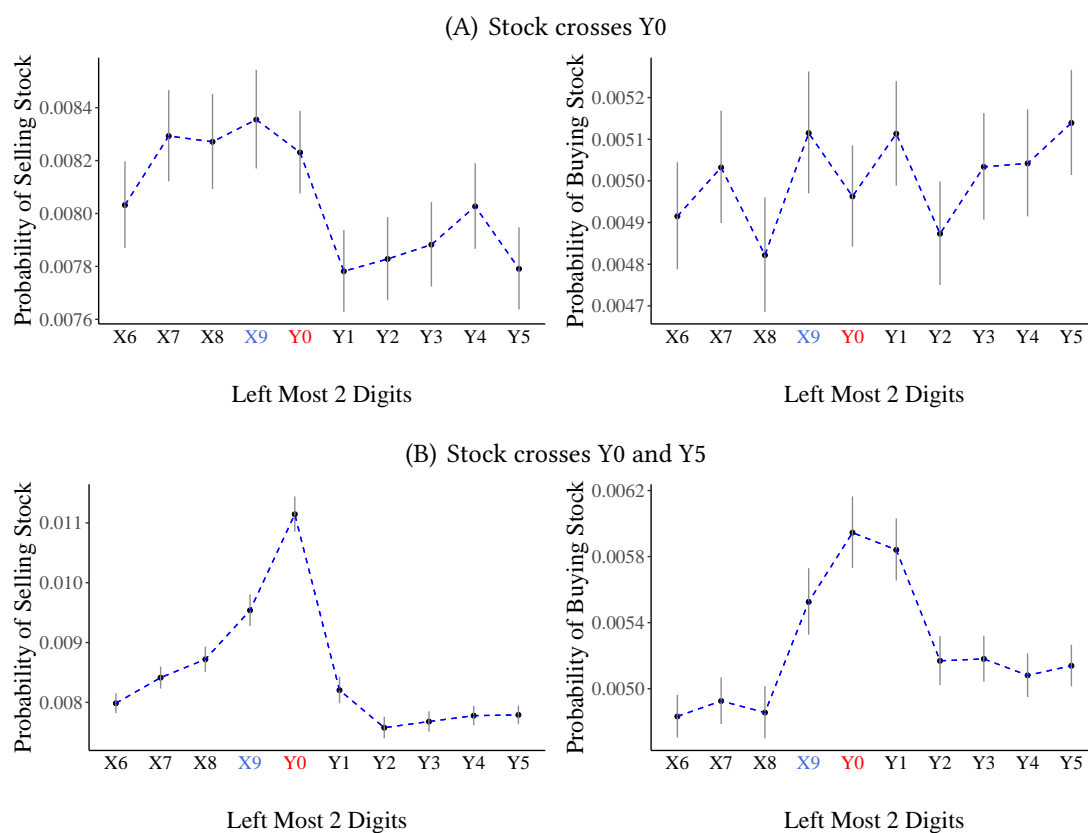 (A) Stock crosses Y0
Probability of Selling Stock
0.0084
0.0082
0.0080
0.0078
0.0076
X6 X7 X8 X9 Y0 Y1 Y2 Y3 Y4 Y5
Left Most 2 Digits
Probability of Buying Stock
0.0052
0.0051
0.0050
0.0049
0.0048
0.0047
X6 X7 X8 X9 Y0 Y1 Y2 Y3 Y4 Y5
Left Most 2 Digits
(B) Stock crosses Y0 and Y5
Probability of Selling Stock
0.011
0.010
0.009
0.008
X6 X7 X8 X9 Y0 Y1 Y2 Y3 Y4 Y5
Left Most 2 Digits
Probability of Buying Stock
0.0062
0.0058
0.0054
0.0050
X6 X7 X8 X9 Y0 Y1 Y2 Y3 Y4 Y5
Left Most 2 Digits